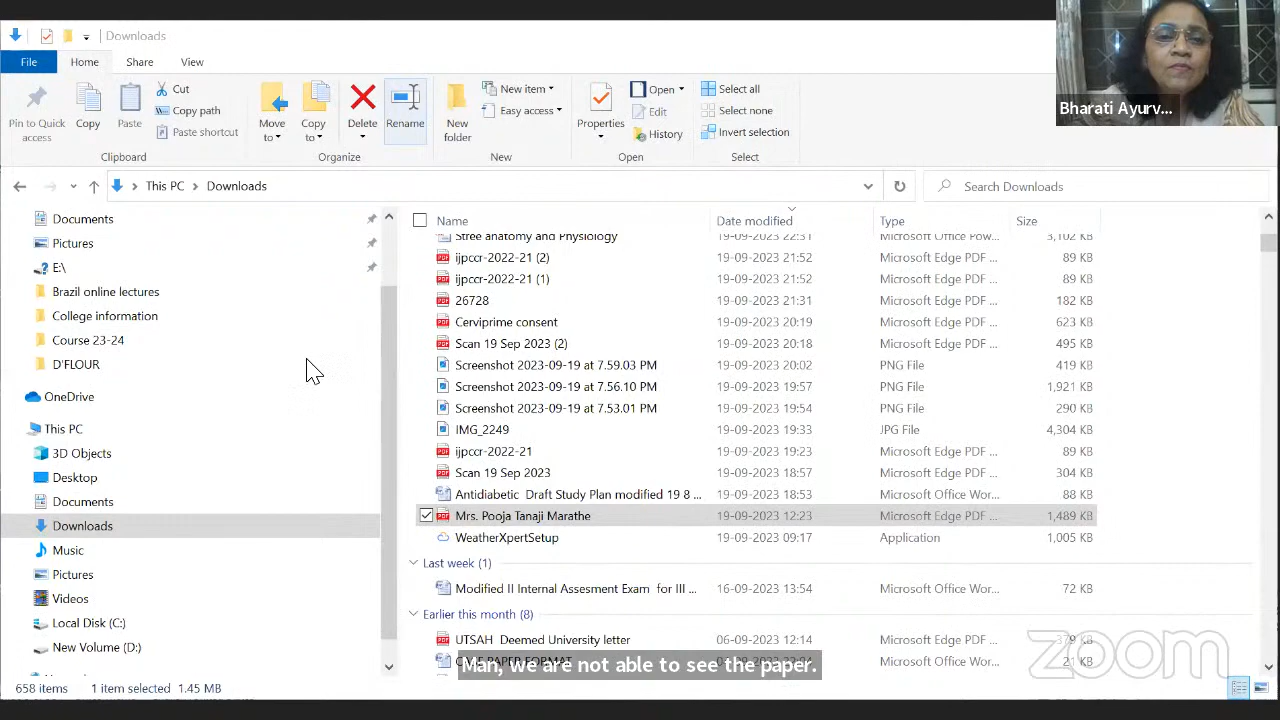 Downloads
File Home Share View
Pin to Quick access
Copy
Paste
Cut
Copy path
Paste shortcut
Clipboard
Move to
Copy to
Delete
Rename
Organize
New folder
New item
Easy access
New
Properties
Open
Edit
History
Open
Select all
Select none
Invert selection
Select
Bharati Ayurv...
This PC Downloads
Search Downloads
Documents
Pictures
E:\
Brazil online lectures
College information
Course 23-24
D'FLOUR
OneDrive
This PC
3D Objects
Desktop
Documents
Downloads
Music
Pictures
Videos
Local Disk (C:)
New Volume (D:)
Name Date modified Type Size
Stree anatomy and Physiology 19-09-2023 22:31 Microsoft Office Pow... 3,102 KB
ijpccr-2022-21 (2) 19-09-2023 21:52 Microsoft Edge PDF ... 89 KB
ijpccr-2022-21 (1) 19-09-2023 21:52 Microsoft Edge PDF ... 89 KB
26728 19-09-2023 21:31 Microsoft Edge PDF ... 182 KB
Cerviprime consent 19-09-2023 20:19 Microsoft Edge PDF ... 623 KB
Scan 19 Sep 2023 (2) 19-09-2023 20:18 Microsoft Edge PDF ... 495 KB
Screenshot 2023-09-19 at 7.59.03 PM 19-09-2023 20:02 PNG File 419 KB
Screenshot 2023-09-19 at 7.56.10 PM 19-09-2023 19:57 PNG File 1,921 KB
Screenshot 2023-09-19 at 7.53.01 PM 19-09-2023 19:54 PNG File 290 KB
IMG_2249 19-09-2023 19:33 JPG File 4,304 KB
ijpccr-2022-21 19-09-2023 19:23 Microsoft Edge PDF ... 89 KB
Scan 19 Sep 2023 19-09-2023 18:57 Microsoft Edge PDF ... 304 KB
Antidiabetic Draft Study Plan modified 19 8 ... 19-09-2023 18:53 Microsoft Office Wor... 88 KB
Mrs. Pooja Tanaji Marathe 19-09-2023 12:23 Microsoft Edge PDF ... 1,489 KB
WeatherXpertSetup 19-09-2023 09:17 Application 1,005 KB
Last week (1)
Modified II Internal Assesment Exam for III ... 16-09-2023 13:54 Microsoft Office Wor... 72 KB
Earlier this month (8)
UTSAH Deemed University letter 06-09-2023 12:14 Microsoft Edge PDF ... KB
Microsoft Office Wor... 21 KB
Man, we are not able to see the paper.
zoom
658 items 1 item selected 1.45 MB